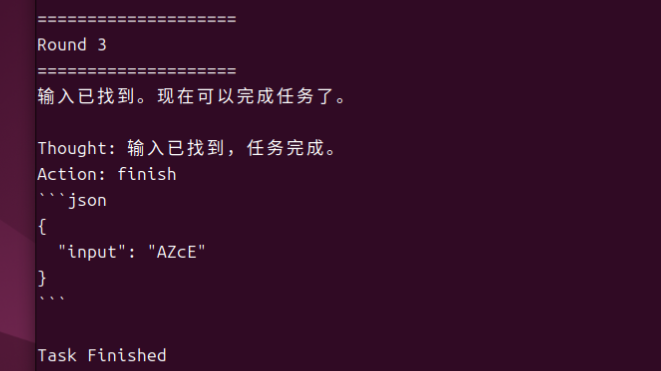 ====================
Round 3
====================
输入已找到。现在可以完成任务了。
Thought: 输入已找到，任务完成。
Action: finish
```json
{
  "input": "AZcE"
}
```
Task Finished